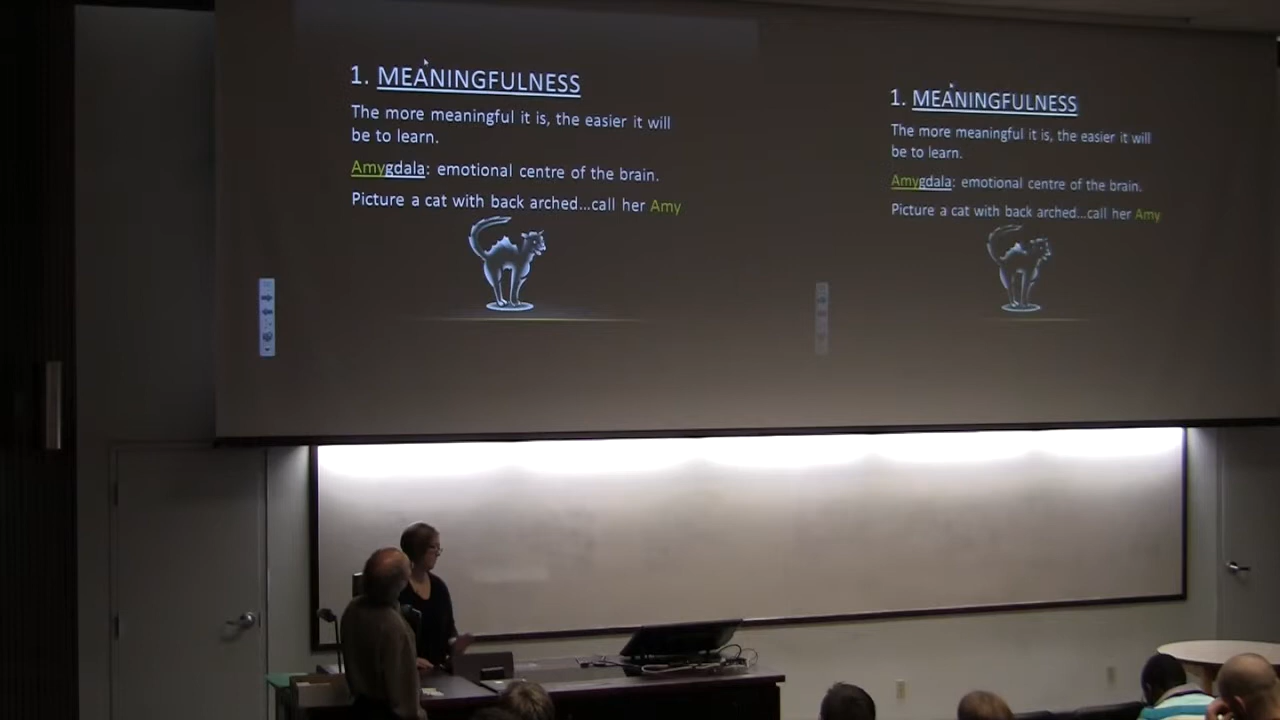 1. MEANINGFULNESS
The more meaningful it is, the easier it will
be to learn.
Amygdala: emotional centre of the brain.
Picture a cat with back arched...call her Amy
1. MEANINGFULNESS
The more meaningful it is, the easier it will
be to learn.
Amygdala: emotional centre of the brain.
Picture a cat with back arched...call her Amy